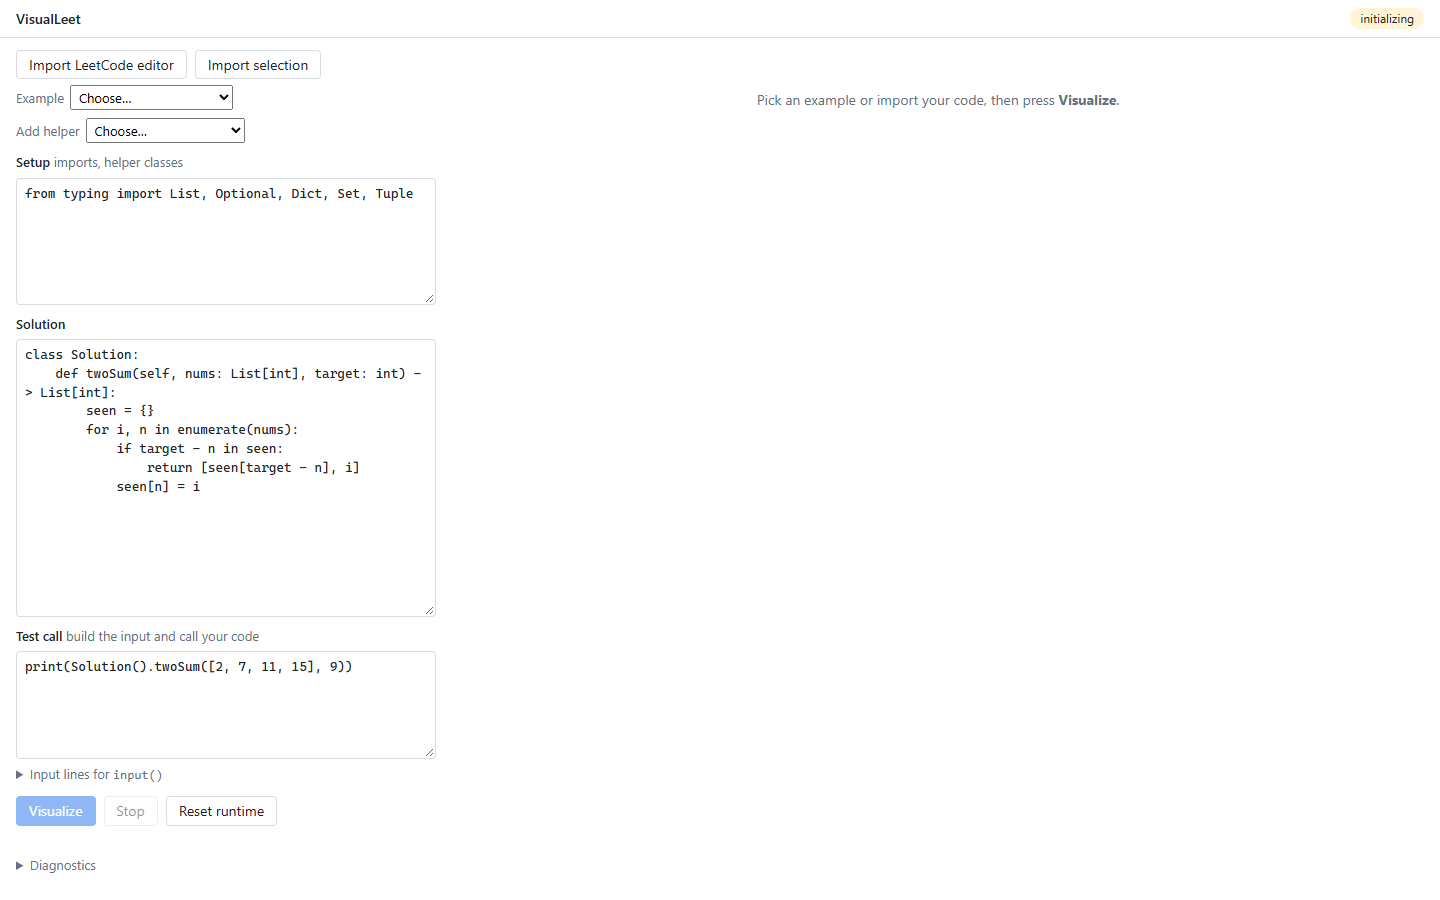 VisualLeet
initializing
Import LeetCode editor
Import selection
Example Choose...
Add helper Choose...
Pick an example or import your code, then press Visualize.
Setup imports, helper classes
from typing import List, Optional, Dict, Set, Tuple
Solution
class Solution:
    def twoSum(self, nums: List[int], target: int) -
> List[int]:
        seen = {}
        for i, n in enumerate(nums):
            if target - n in seen:
                return [seen[target - n], i]
            seen[n] = i
Test call build the input and call your code
print(Solution().twoSum([2, 7, 11, 15], 9))
Input lines for input()
Visualize
Stop
Reset runtime
Diagnostics